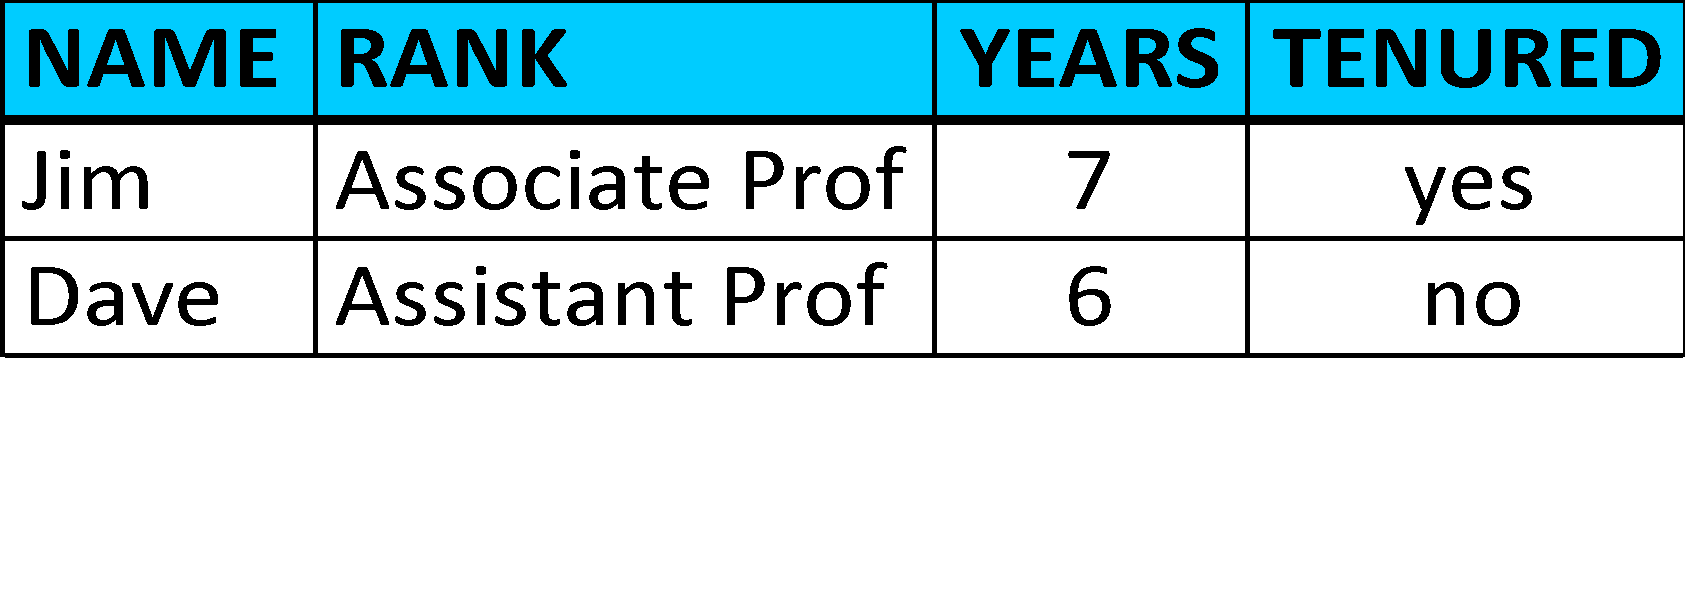 NAME RANK YEARS TENURED
Jim Associate Prof 7 yes
Dave Assistant Prof 6 no